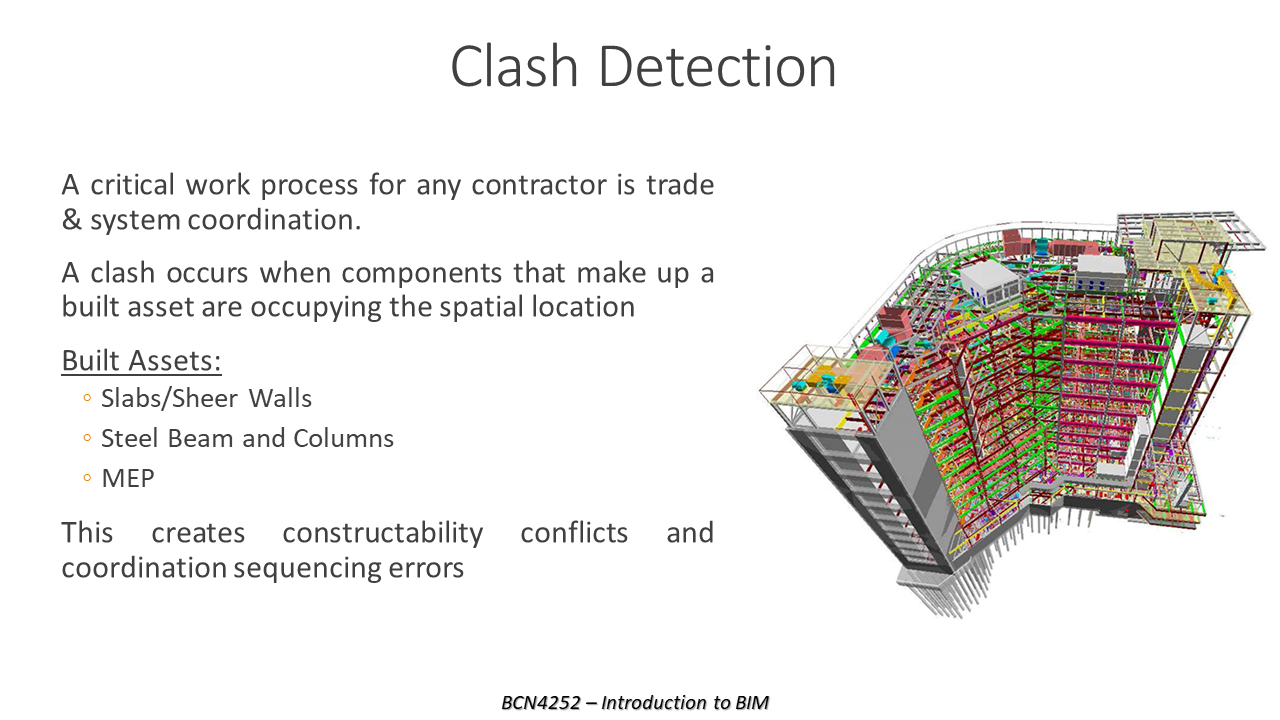 Clash Detection
A critical work process for any contractor is trade
& system coordination.
A clash occurs when components that make up a
built asset are occupying the spatial location
Built Assets:
◦ Slabs/Sheer Walls
◦ Steel Beam and Columns
◦ MEP
This creates constructability conflicts and
coordination sequencing errors
BCN4252 – Introduction to BIM